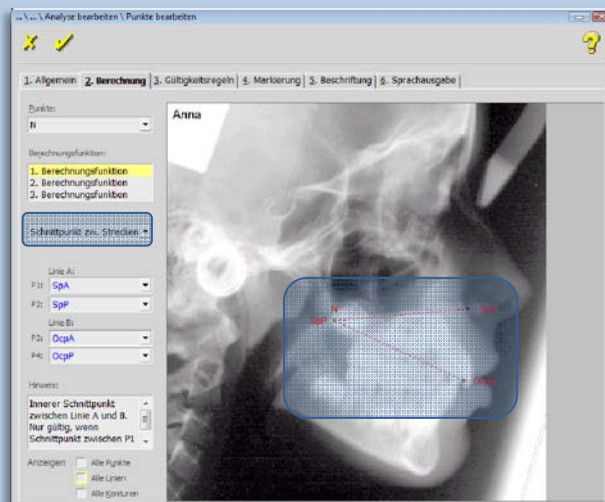 ..\..\ Analyse bearbeiten \ Punkte bearbeiten
1. Allgemein 2. Berechnung 3. Gültigkeitsregeln 4. Markierung 5. Beschriftung 6. Sprachausgabe
Punkte:
N
Berechnungsfunktion:
1. Berechnungsfunktion
2. Berechnungsfunktion
3. Berechnungsfunktion
Schnittpunkt zw. Strecken
Linie A:
P1: SpA
P2: SpP
Linie B:
P3: OcpA
P4: OcpP
Hinweis:
Innerer Schnittpunkt
zwischen Linie A und B.
Nur gültig, wenn
Schnittpunkt zwischen P1
Anzeigen
Alle Punkte
Alle Linien
Alle Konturen
Anna
N
SpP